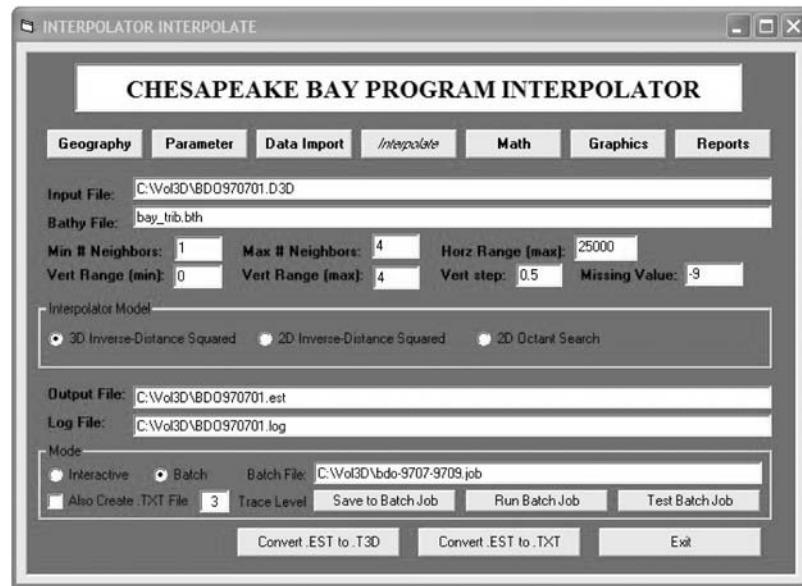 INTERPOLATOR INTERPOLATE
CHESAPEAKE BAY PROGRAM INTERPOLATOR
Geography Parameter Data Import Interpolate Math Graphics Reports
Input File: C:\Vol3D\BDO970701.D3D
Bathy File: bay_trib.bth
Min # Neighbors: 1 Max # Neighbors: 4 Horz Range (max): 25000
Vert Range (min): 0 Vert Range (max): 4 Vert step: 0.5 Missing Value: -9
Interpolator Model
3D Inverse-Distance Squared 2D Inverse-Distance Squared 2D Octant Search
Output File: C:\Vol3D\BDO970701.est
Log File: C:\Vol3D\BDO970701.log
Mode
Interactive Batch Batch File: C:\Vol3D\bdo-9707-9709.job
Also Create .TXT File 3 Trace Level Save to Batch Job Run Batch Job Test Batch Job
Convert .EST to .T3D Convert .EST to .TXT Exit